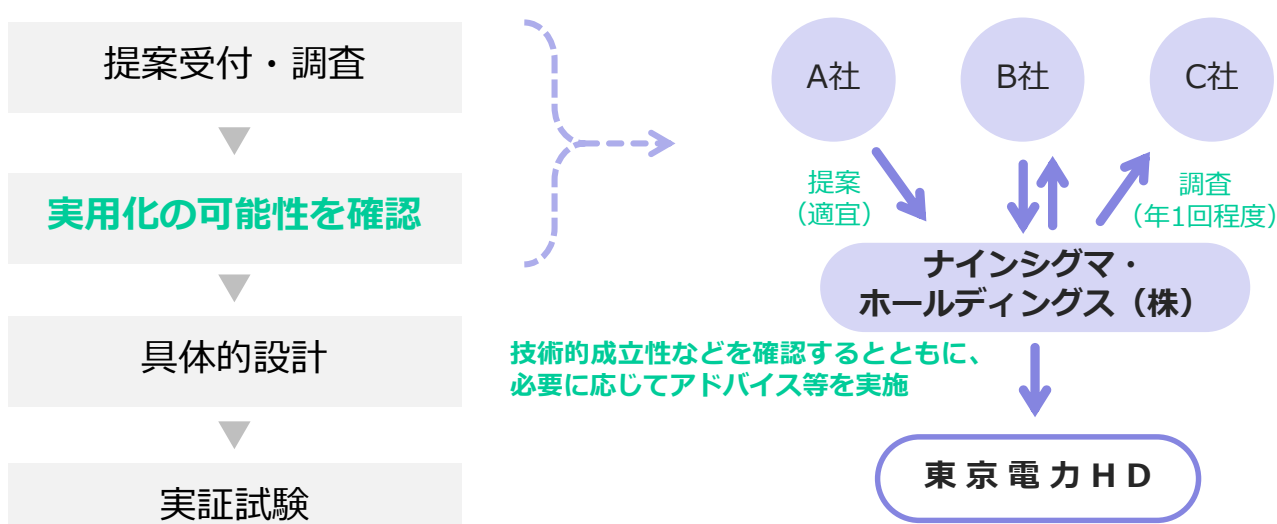 提案受付・調査
実用化の可能性を確認
具体的設計
実証試験
A社
B社
C社
提案
（適宜）
調査
（年1回程度）
ナインシグマ・
ホールディングス（株）
技術的成立性などを確認するとともに、
必要に応じてアドバイス等を実施
東京電力HD